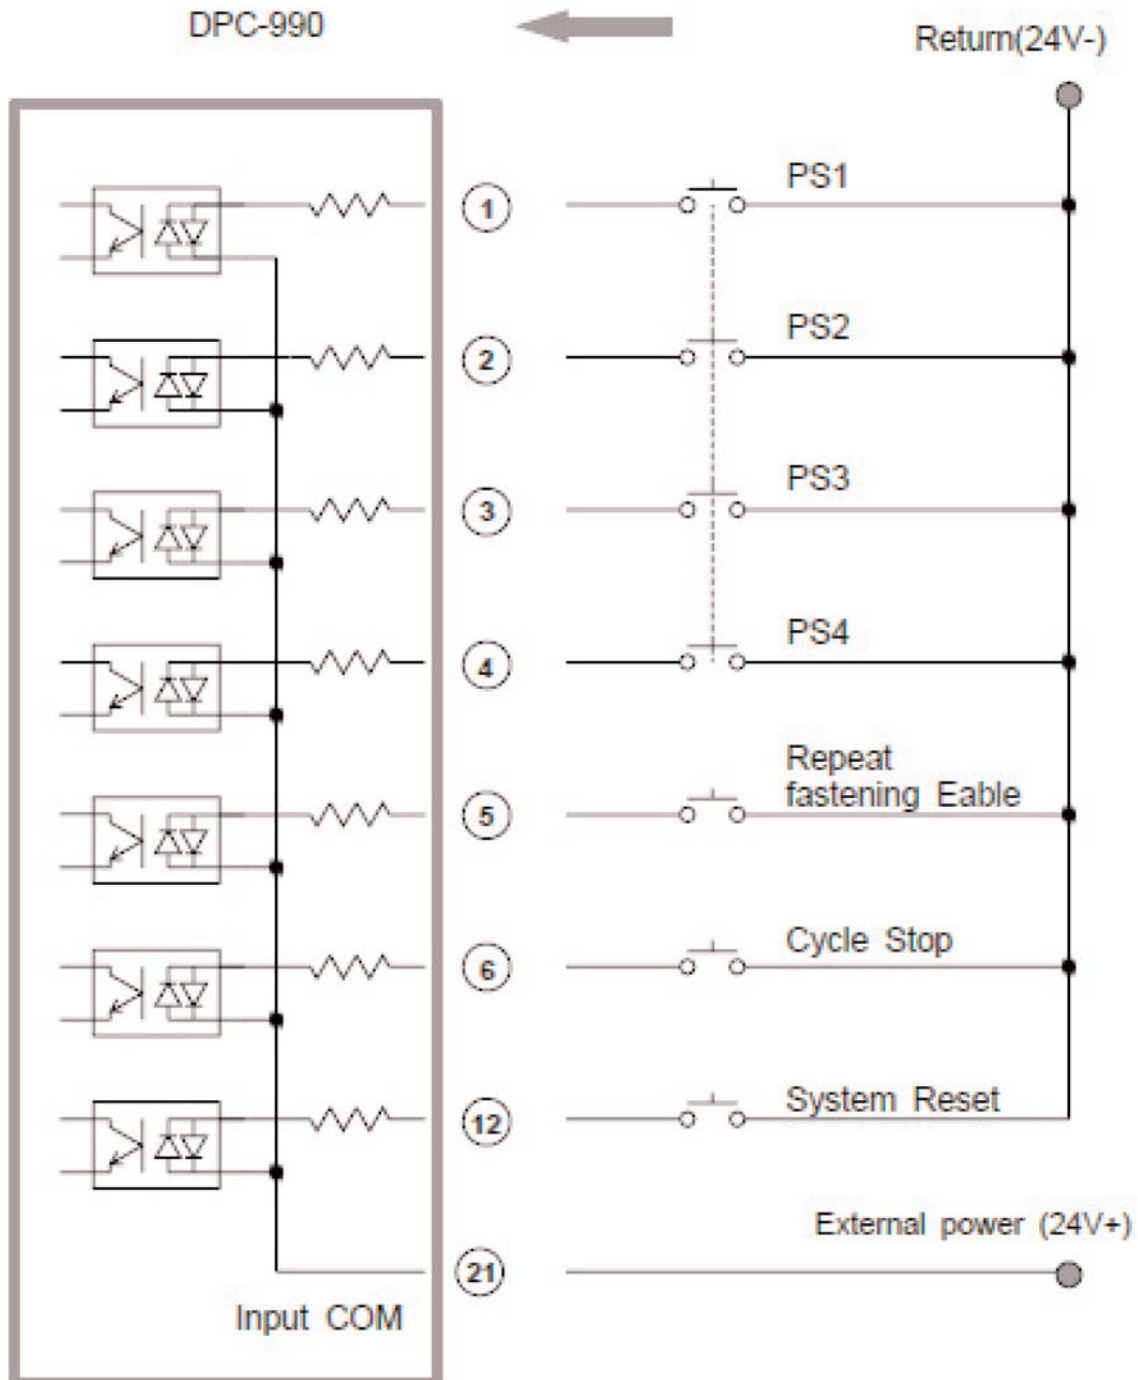 DPC-990
Return(24V-)
1
PS1
2
PS2
3
PS3
4
PS4
Repeat
5
fastening Eable
6
Cycle Stop
12
System Reset
External power (24V+)
21
Input COM